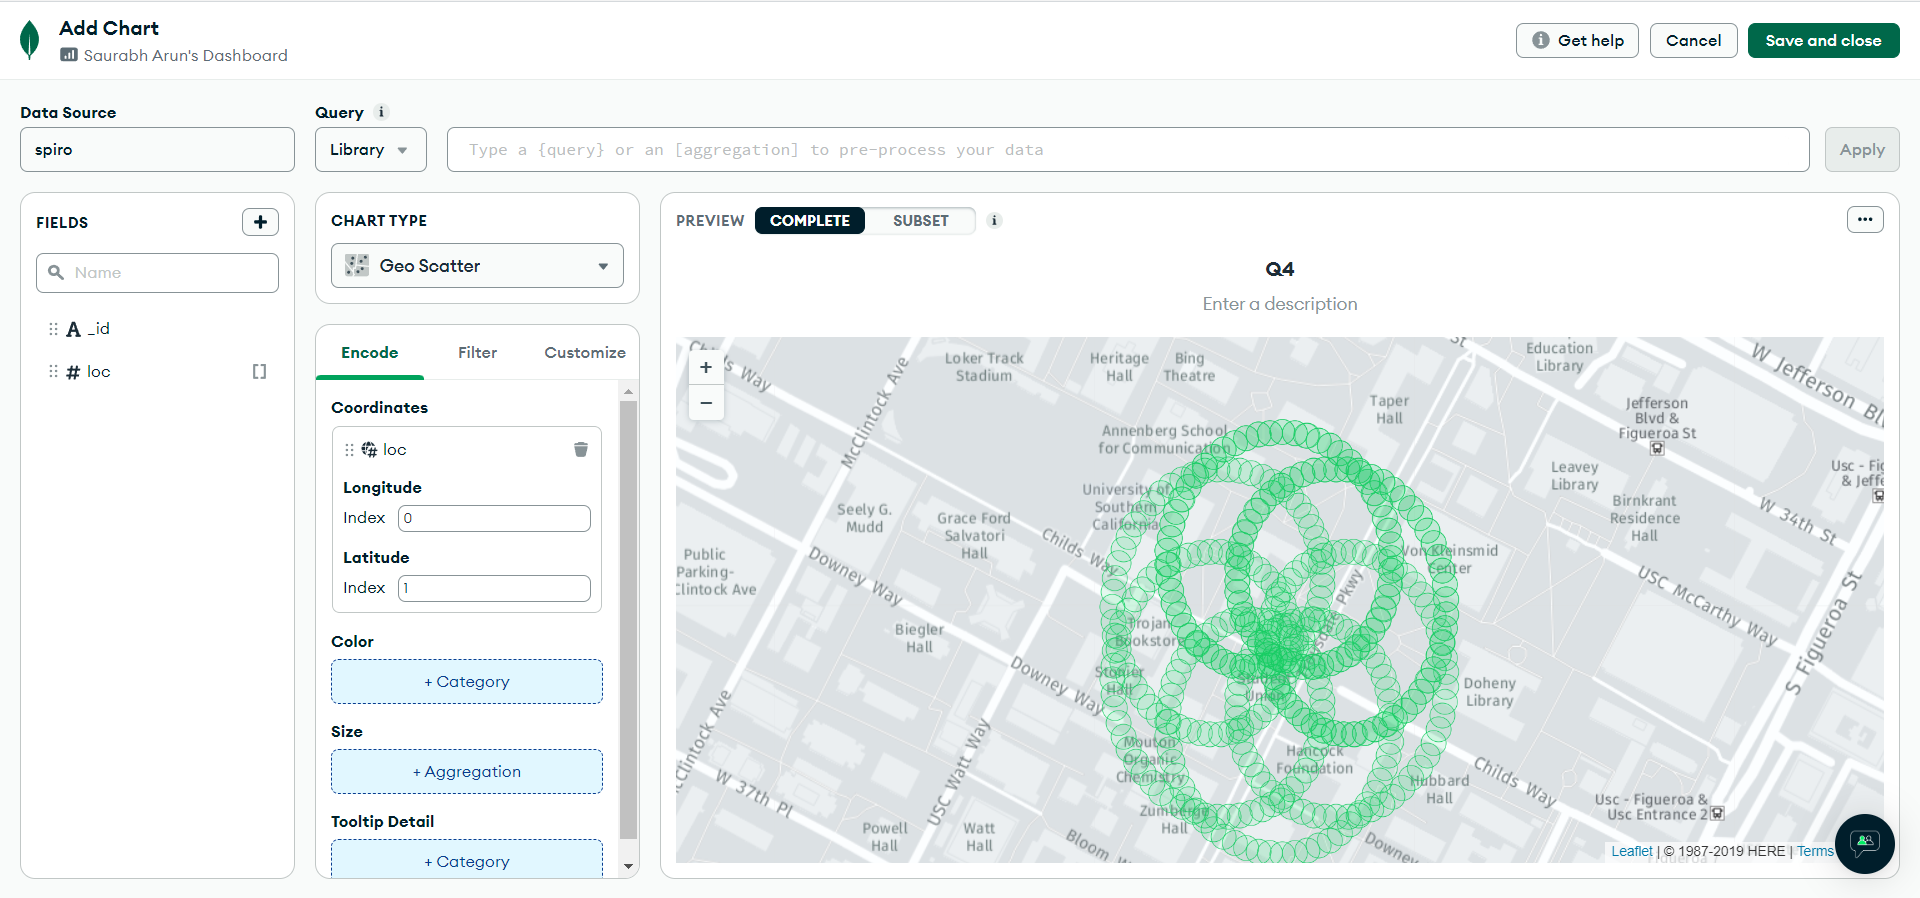 Add Chart
Saurabh Arun's Dashboard
Get help
Cancel
Save and close
Data Source
spiro
Query
Library
Type a {query} or an [aggregation] to pre-process your data
Apply
FIELDS
Name
A _id
# loc
[]
CHART TYPE
Geo Scatter
Encode
Filter
Customize
Coordinates
loc
Longitude
Index 0
Latitude
Index 1
Color
+ Category
Size
+ Aggregation
Tooltip Detail
+ Category
PREVIEW
COMPLETE
SUBSET
Q4
Enter a description
+
−
Childs Way
McClintock Ave
Loker Track
Stadium
Heritage
Hall
Bing
Theatre
St
Education
Library
W Jefferson Bl
Taper
Hall
Jefferson
Blvd &
Figueroa St
Annenberg School
for Communication
Leavey
Library
Usc - Fig
& Jeffe
University of
Southern
California
Birnkrant
Residence
Hall
W 34th St
Seely G.
Mudd
Grace Ford
Salvatori
Hall
Childs Way
Von Kleinsmid
Center
Public
Parking-
Clintock Ave
Downey Way
USC McCarthy Way
S Figueroa St
Biegler
Hall
Trojan
Bookstore
Pkwy
Downey Way
Stonier
Hall
Student
Union
Doheny
Library
Clintock Ave
USC Watt Way
Mouton
Organic
Chemistry
Hancock
Foundation
Hubbard
Hall
Childs Way
W 37th Pl
Zumberge
Hall
Usc - Figueroa &
Usc Entrance 2
Powell
Hall
Watt
Hall
Bloom
Downey
Leaflet | © 1987-2019 HERE | Terms